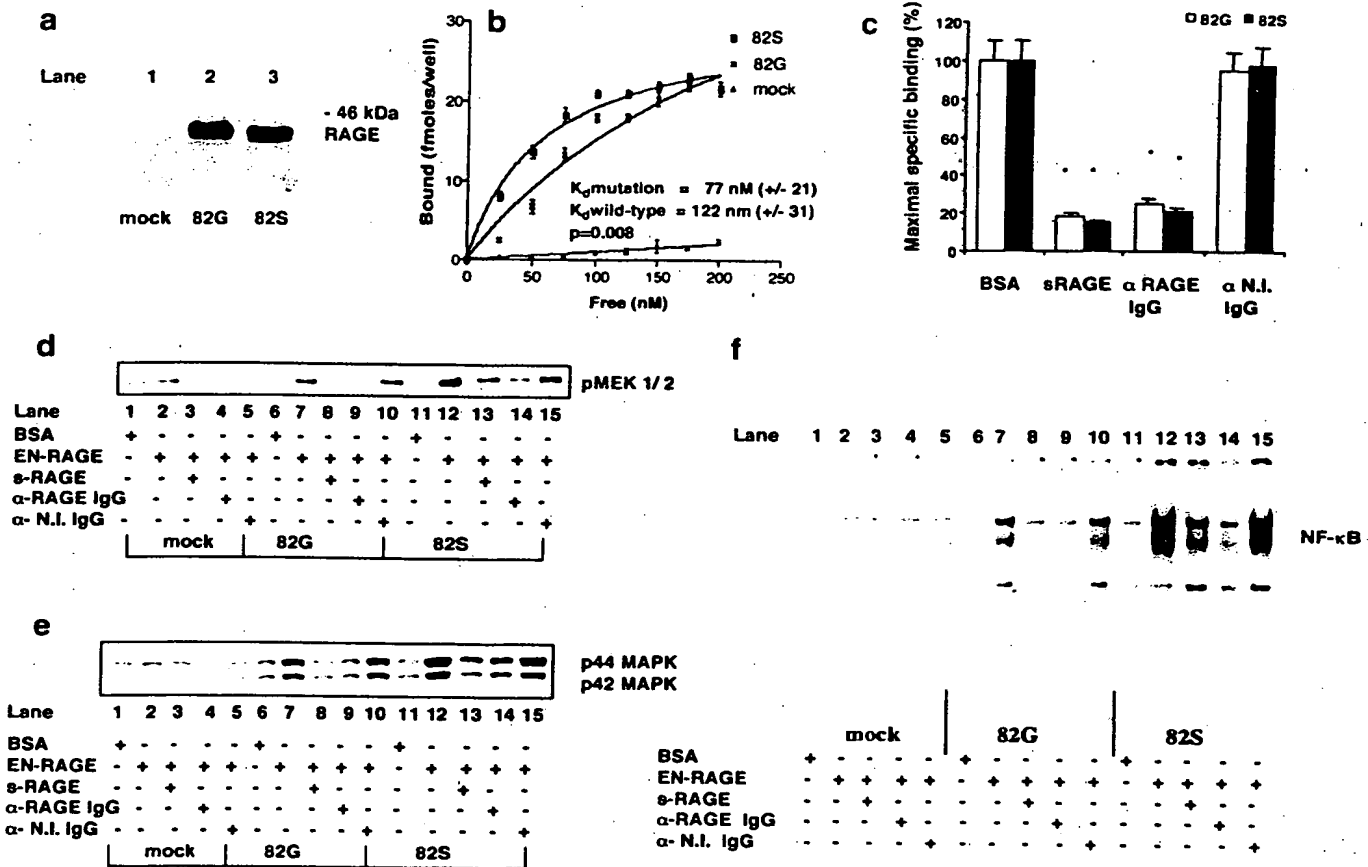 a
Lane 1 2 3
- 46 kDa
RAGE
mock 82G 82S
b
30
20
10
0
Bound (fmoles/well)
82S
82G
mock
Kdmutation = 77 nM (+/- 21)
Kdwild-type = 122 nm (+/- 31)
p=0.008
0 50 100 150 200 250
Free (nM)
c
82G 82S
Maximal specific binding (%)
120
100
80
60
40
20
0
BSA sRAGE α RAGE IgG α N.I. IgG
d
pMEK 1/2
Lane 1 2 3 4 5 6 7 8 9 10 11 12 13 14 15
BSA + - - - - + - - - - + - - - -
EN-RAGE - + + + + - + + + + - + + + +
s-RAGE - - + - - - - + - - - - + - -
α-RAGE IgG - - - + - - - - + - - - - + -
α- N.I. IgG - - - - + - - - - + - - - - +
mock 82G 82S
e
p44 MAPK
p42 MAPK
Lane 1 2 3 4 5 6 7 8 9 10 11 12 13 14 15
BSA + - - - - + - - - - + - - - -
EN-RAGE - + + + + - + + + + - + + + +
s-RAGE - - + - - - - + - - - - + - -
α-RAGE IgG - - - + - - - - + - - - - + -
α- N.I. IgG - - - - + - - - - + - - - - +
mock 82G 82S
f
Lane 1 2 3 4 5 6 7 8 9 10 11 12 13 14 15
NF-κB
mock 82G 82S
BSA + - - - - + - - - - + - - - -
EN-RAGE - + + + + - + + + + - + + + +
s-RAGE - - + - - - - + - - - - + - -
α-RAGE IgG - - - + - - - - + - - - - + -
α- N.I. IgG - - - - + - - - - + - - - - +